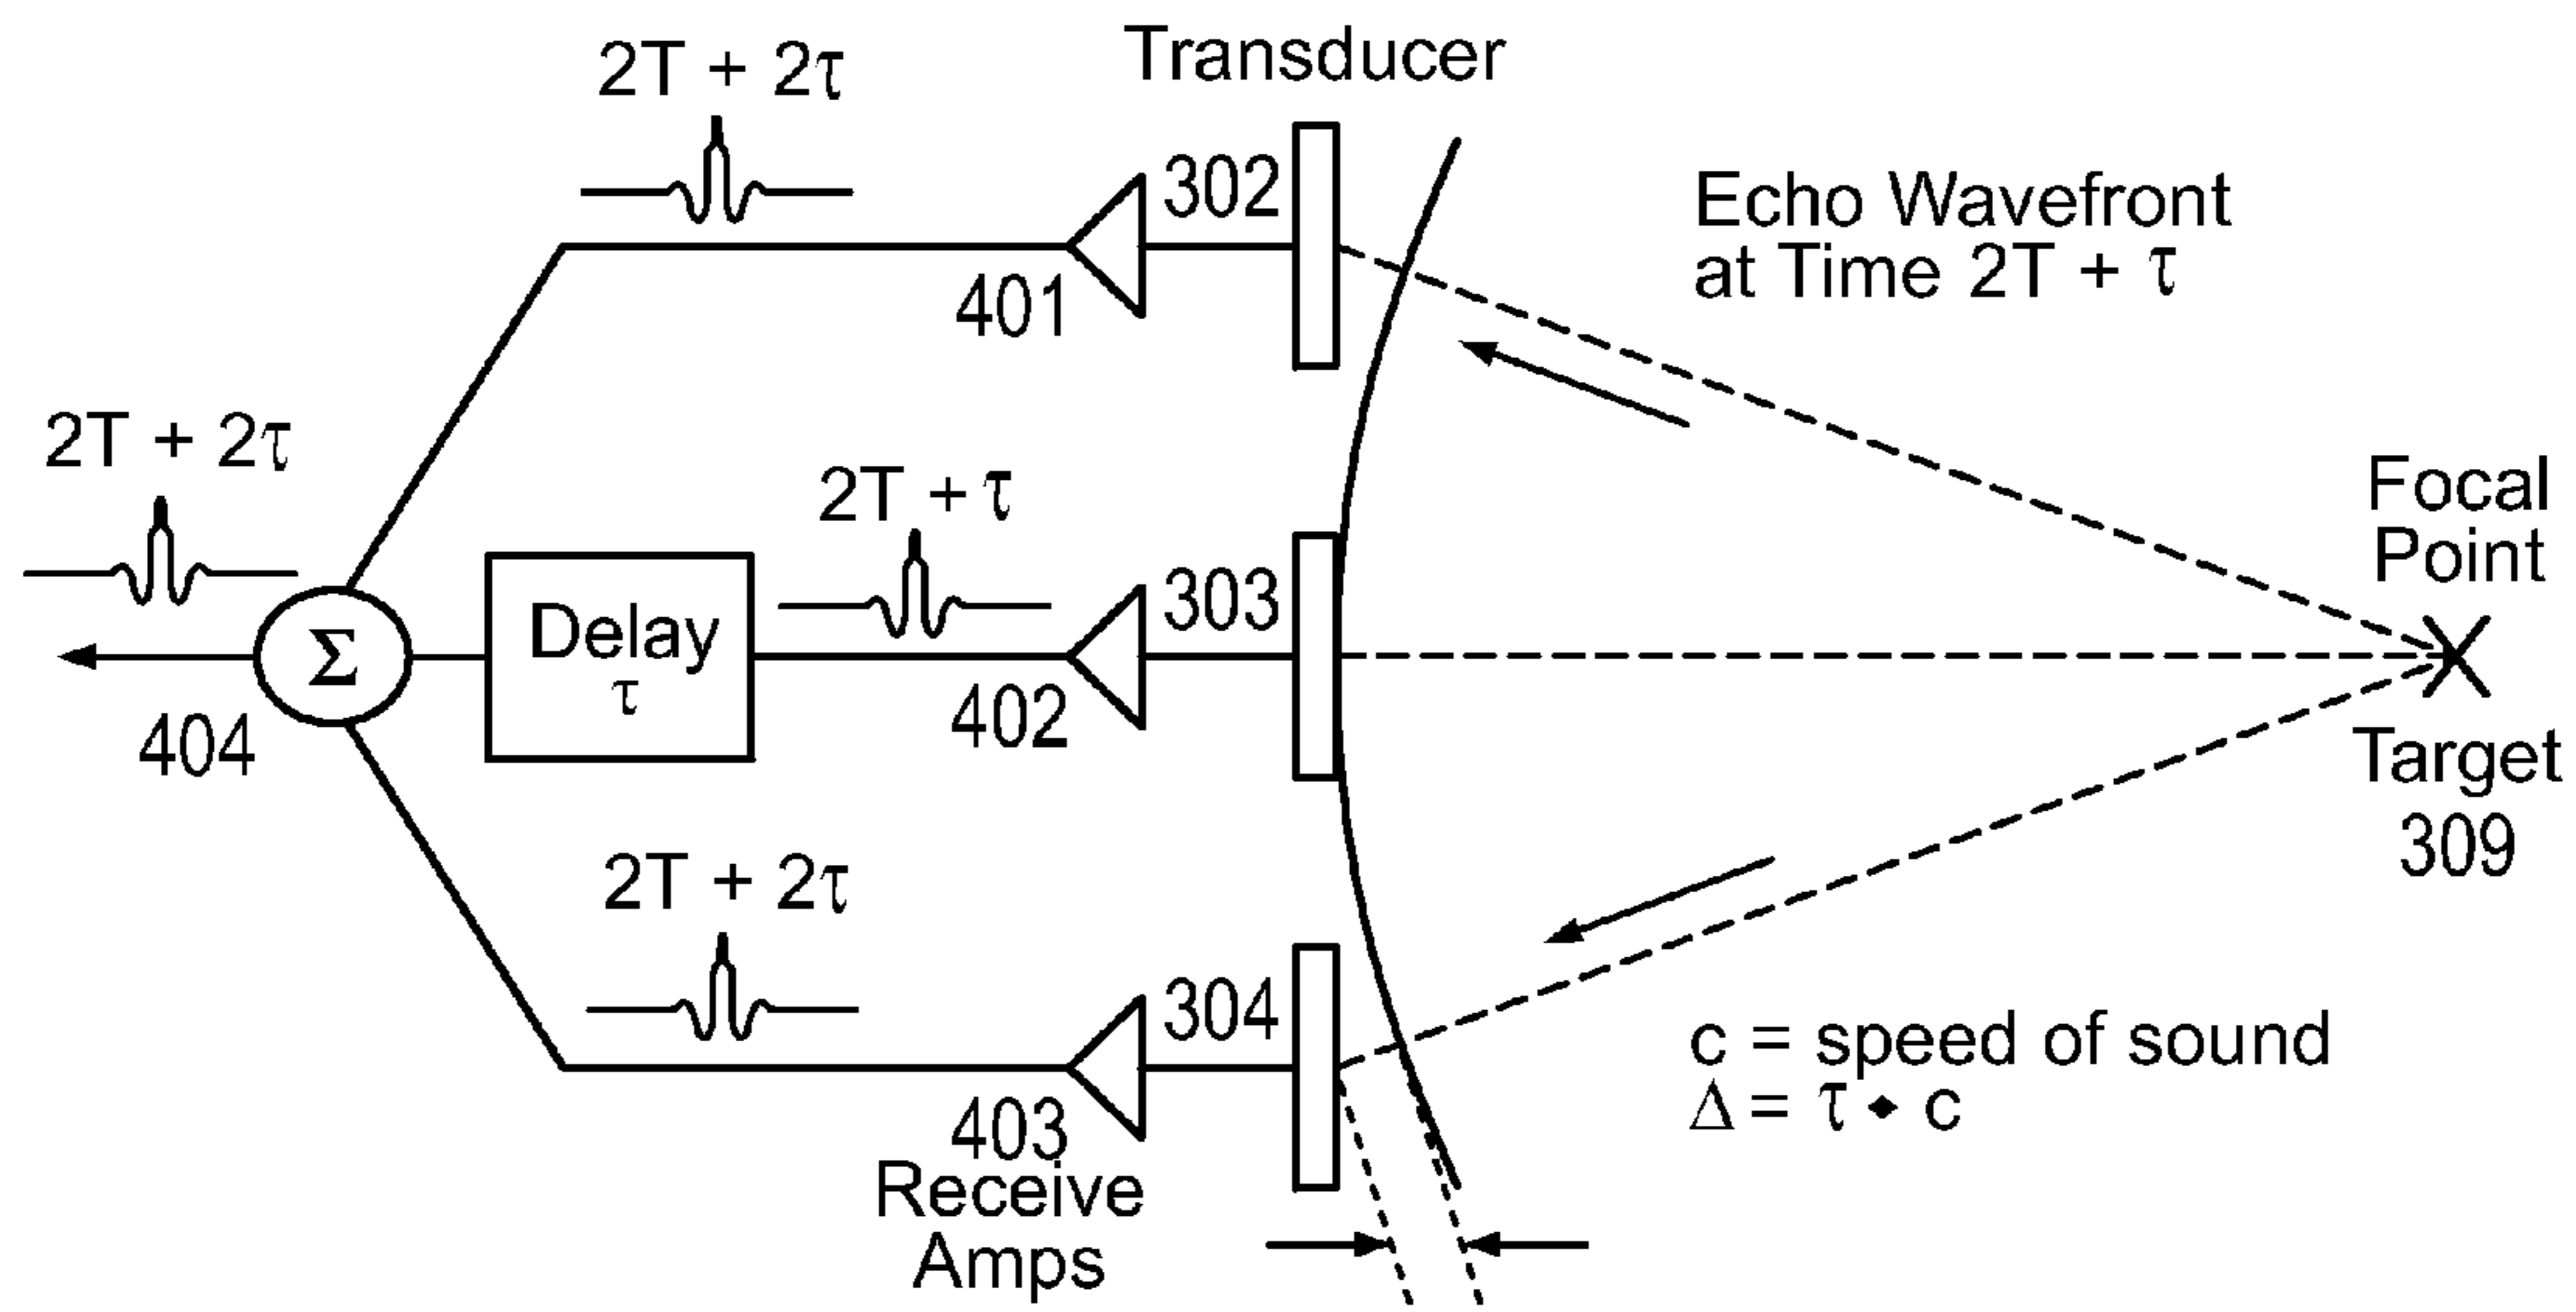 Transducer
2T + 2τ
302
401
Echo Wavefront
at Time 2T + τ
2T + 2τ
404
Σ
Delay
τ
2T + τ
303
402
Focal
Point
Target
309
2T + 2τ
304
403
Receive
Amps
c = speed of sound
Δ = τ ⬥ c